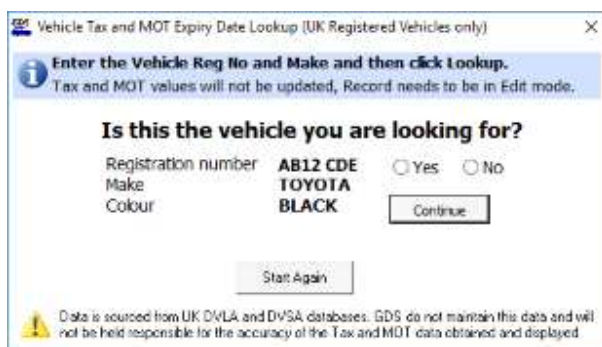 Vehicle Tax and MOT Expiry Date Lookup (UK Registered Vehicles only)
Enter the Vehicle Reg No and Make and then click Lookup.
Tax and MOT values will not be updated, Record needs to be in Edit mode.
Is this the vehicle you are looking for?
Registration number AB12 CDE Yes No
Make TOYOTA
Colour BLACK Continue
Start Again
Data is sourced from UK DVLA and DVSA databases. GDS do not maintain this data and will
not be held responsible for the accuracy of the Tax and MOT data obtained and displayed